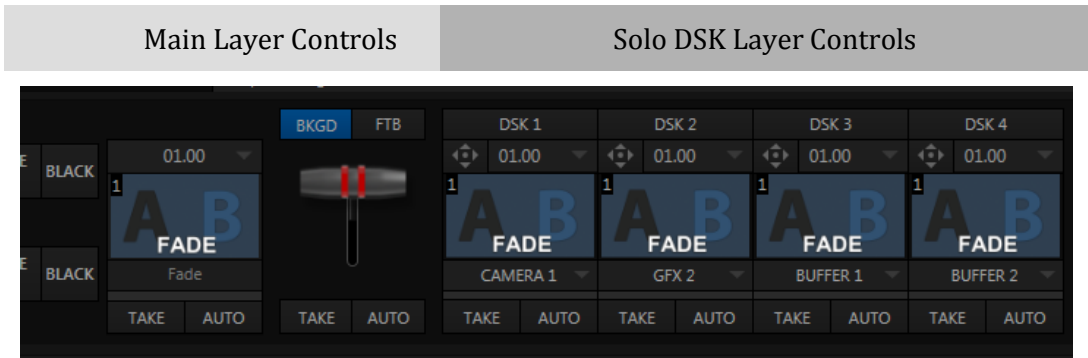 Main Layer Controls Solo DSK Layer Controls
BKGD FTB DSK 1 DSK 2 DSK 3 DSK 4
E BLACK 01.00 01.00 01.00 01.00 01.00
1 A B FADE 1 A B FADE 1 A B FADE 1 A B FADE 1 A B FADE
E BLACK Fade CAMERA 1 GFX 2 BUFFER 1 BUFFER 2
TAKE AUTO TAKE AUTO TAKE AUTO TAKE AUTO TAKE AUTO TAKE AUTO